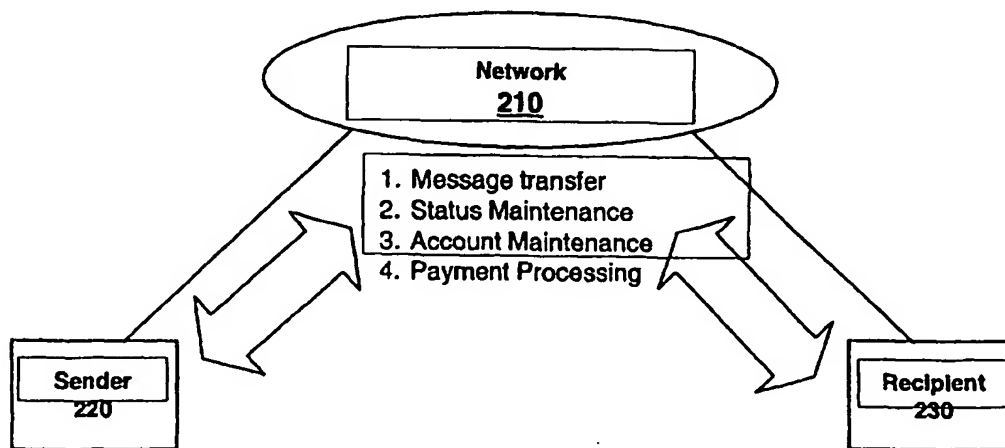 Network
210
1. Message transfer
2. Status Maintenance
3. Account Maintenance
4. Payment Processing
Sender
220
Recipient
230